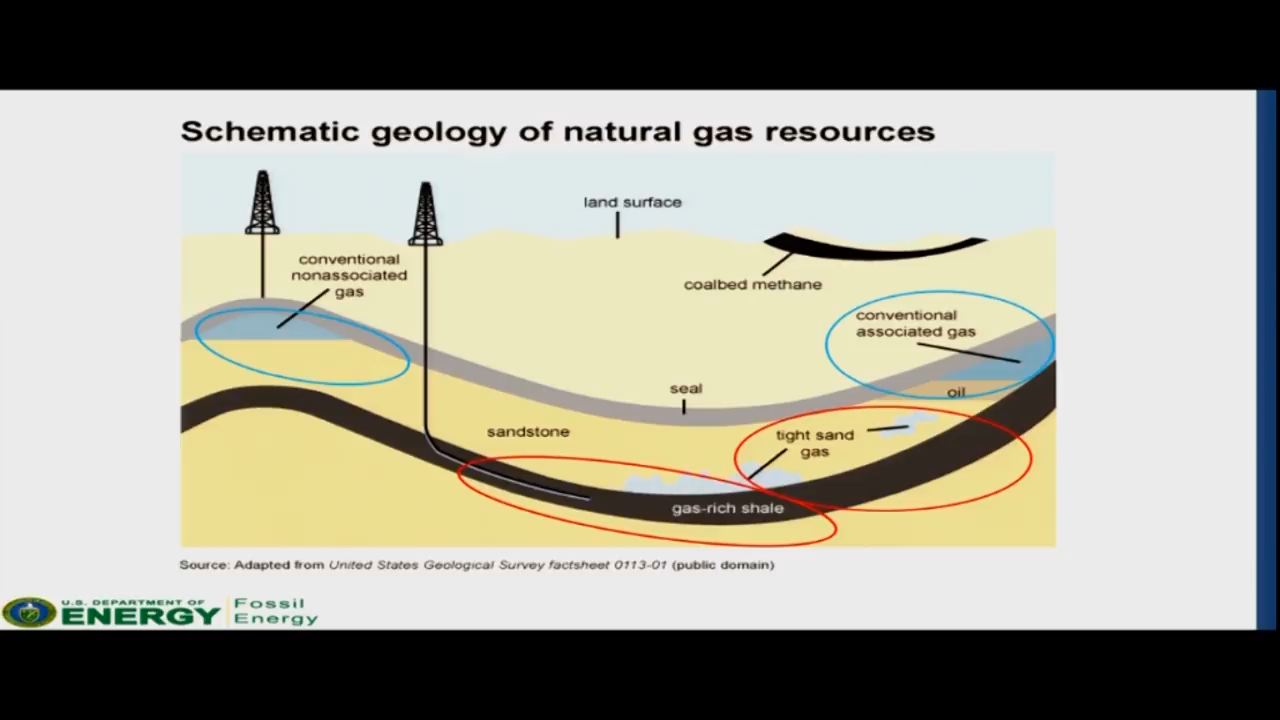 Schematic geology of natural gas resources
land surface
conventional
nonassociated
gas
coalbed methane
conventional
associated gas
seal
oil
sandstone
tight sand
gas
gas-rich shale
Source: Adapted from United States Geological Survey factsheet 0113-01 (public domain)
U.S. DEPARTMENT OF
ENERGY
Fossil
Energy